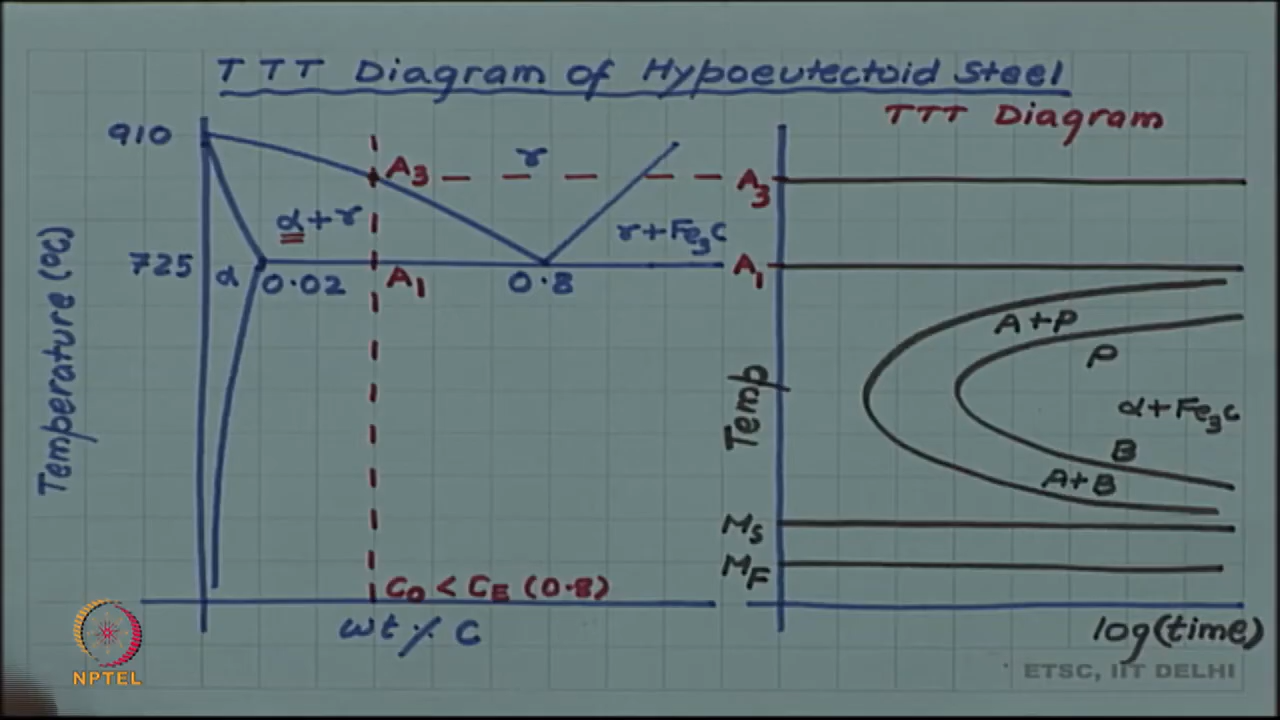 TTT Diagram of Hypoeutectoid Steel
TTT Diagram
910
A3
γ
A3
α+γ
γ+Fe3C
725
α
0.02
A1
0.8
A1
A+P
P
α+Fe3C
B
A+B
Temperature (°C)
Temp
MS
MF
C0 < CE (0.8)
wt % C
log(time)
NPTEL
ETSC, IIT DELHI